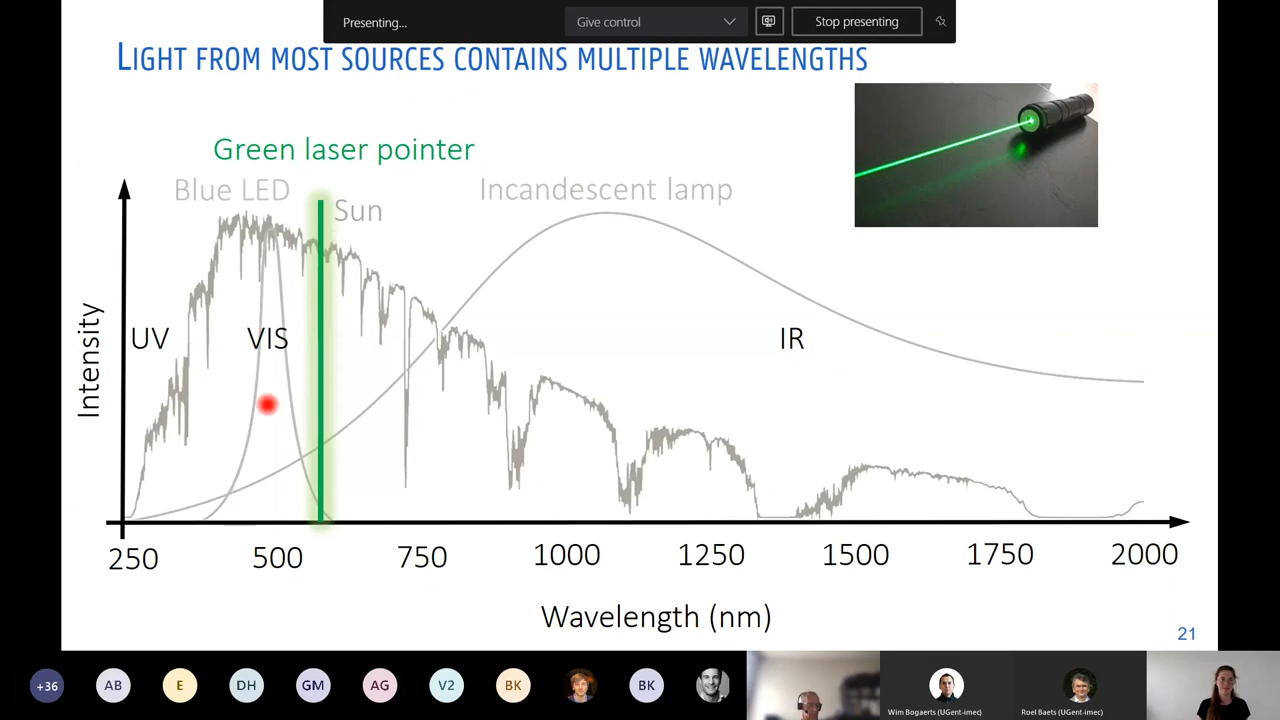 Presenting...
Give control
Stop presenting
LIGHT FROM MOST SOURCES CONTAINS MULTIPLE WAVELENGTHS
Green laser pointer
Blue LED
Incandescent lamp
Sun
Intensity
UV
VIS
IR
250 500 750 1000 1250 1500 1750 2000
Wavelength (nm)
21
+36 AB E DH GM AG V2 BK BK
Wim Bogaerts (UGent-imec)
Roel Baets (UGent-imec)